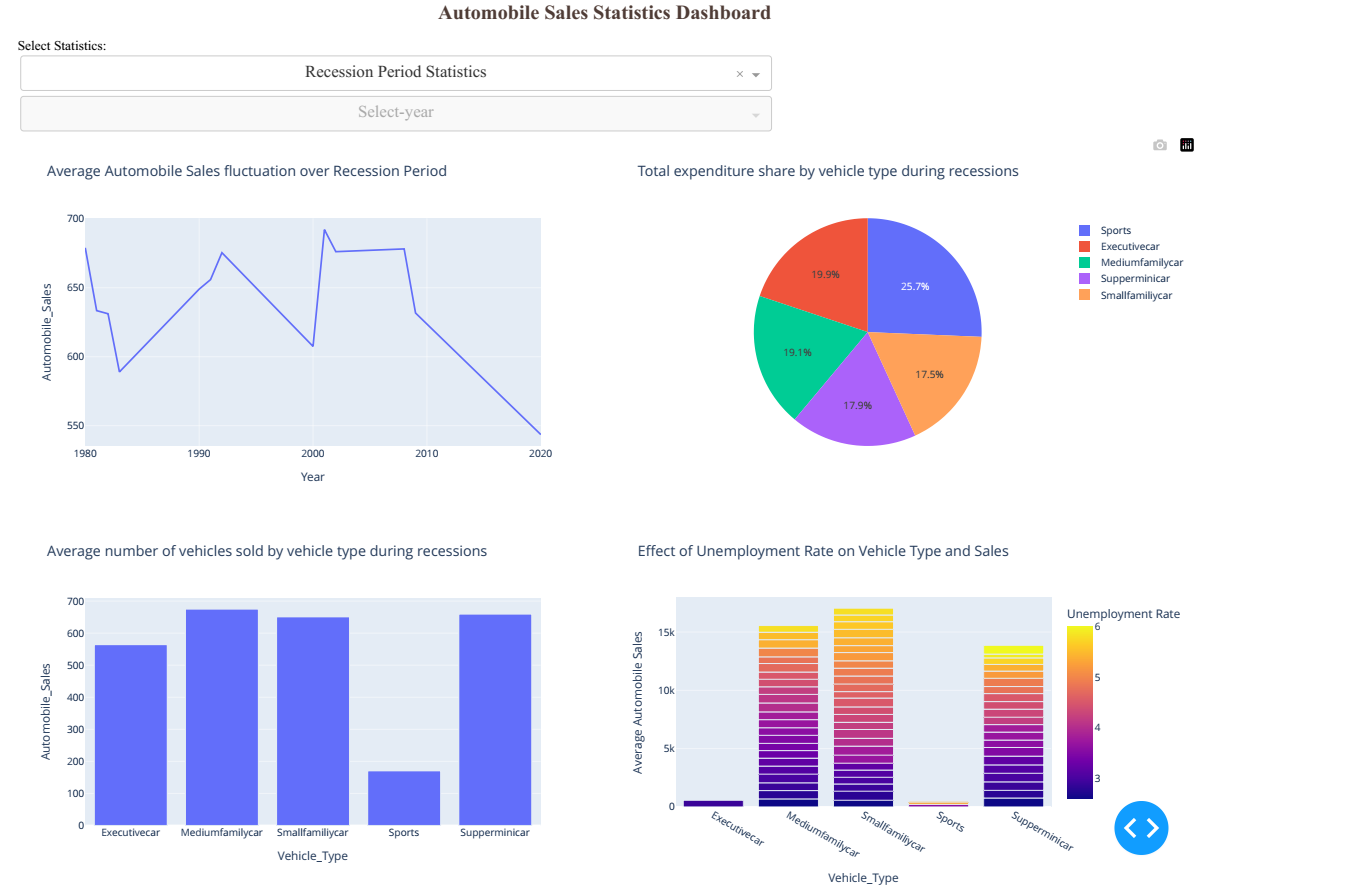 Automobile Sales Statistics Dashboard
Select Statistics:
Recession Period Statistics
×
Select-year
Average Automobile Sales fluctuation over Recession Period
700
650
600
550
Automobile_Sales
1980 1990 2000 2010 2020
Year
Total expenditure share by vehicle type during recessions
25.7%
19.9%
19.1%
17.9%
17.5%
Sports
Executivecar
Mediumfamilycar
Supperminicar
Smallfamiliycar
Average number of vehicles sold by vehicle type during recessions
700
600
500
400
300
200
100
0
Automobile_Sales
Executivecar Mediumfamilycar Smallfamiliycar Sports Supperminicar
Vehicle_Type
Effect of Unemployment Rate on Vehicle Type and Sales
15k
10k
5k
0
Average Automobile Sales
Executivecar Mediumfamilycar Smallfamiliycar Sports Supperminicar
Vehicle_Type
Unemployment Rate
6
5
4
3